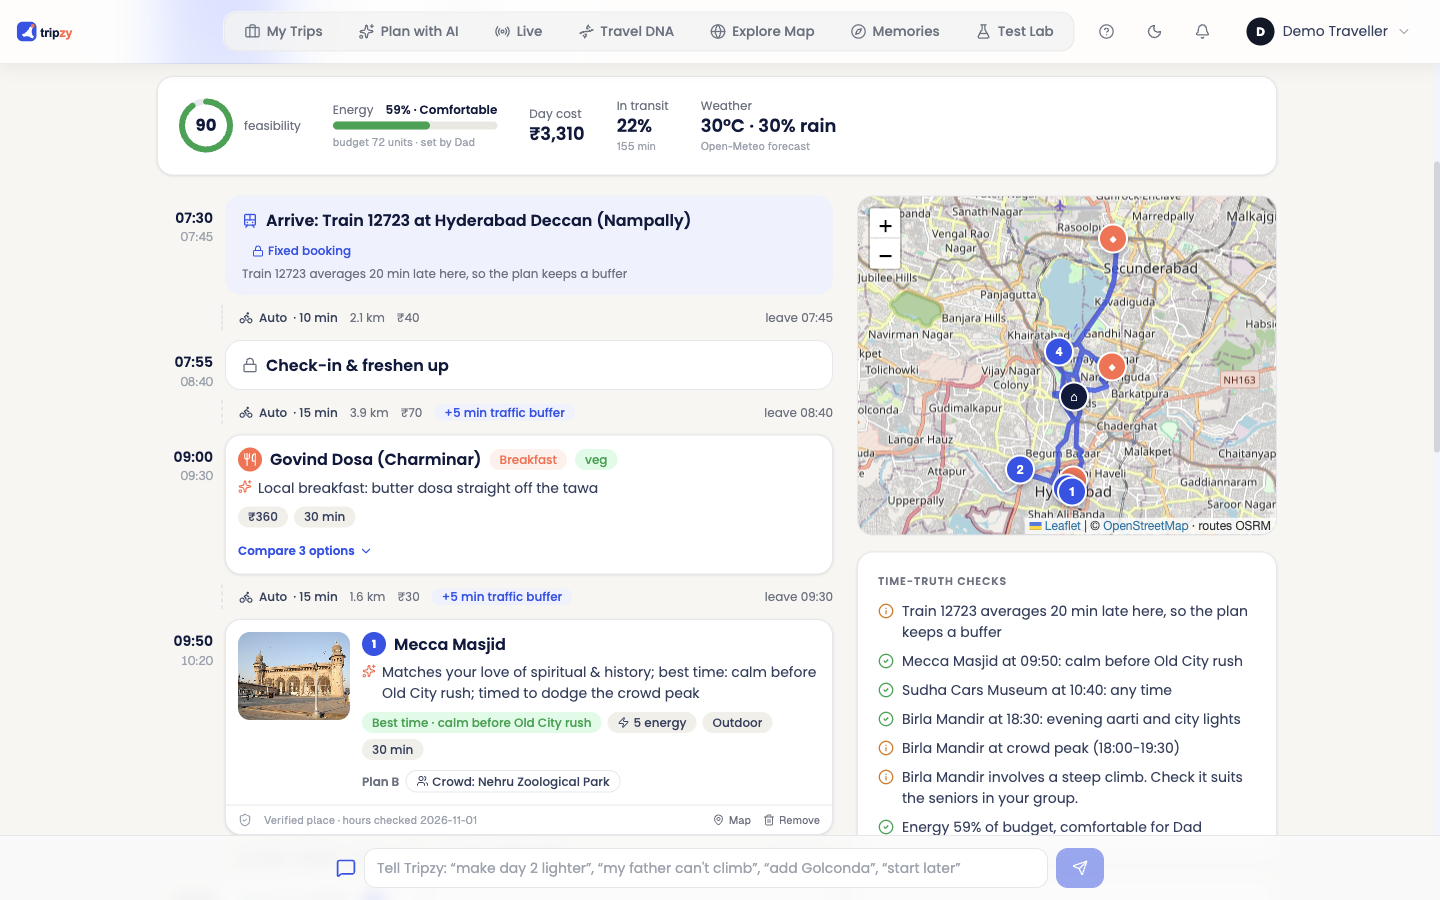 tripzy
My Trips
Plan with AI
Live
Travel DNA
Explore Map
Memories
Test Lab
D
Demo Traveller
90
feasibility
Energy 59% · Comfortable
budget 72 units · set by Dad
Day cost
₹3,310
In transit
22%
155 min
Weather
30°C · 30% rain
Open-Meteo forecast
07:30
07:45
Arrive: Train 12723 at Hyderabad Deccan (Nampally)
Fixed booking
Train 12723 averages 20 min late here, so the plan keeps a buffer
Auto · 10 min 2.1 km ₹40 leave 07:45
07:55
08:40
Check-in & freshen up
Auto · 15 min 3.9 km ₹70 +5 min traffic buffer leave 08:40
09:00
09:30
Govind Dosa (Charminar) Breakfast veg
Local breakfast: butter dosa straight off the tawa
₹360 30 min
Compare 3 options
Auto · 15 min 1.6 km ₹30 +5 min traffic buffer leave 09:30
09:50
10:20
1 Mecca Masjid
Matches your love of spiritual & history; best time: calm before
Old City rush; timed to dodge the crowd peak
Best time · calm before Old City rush 5 energy Outdoor
30 min
Plan B Crowd: Nehru Zoological Park
Verified place · hours checked 2026-11-01 Map Remove
+
−
Sanath Nagar
Marredpally
Malkajgi
Vengal Rao
Nagar
Rasoolpu
Jubilee Hills
Secunderabad
Panjagutta
Kavadiguda
Banjara Hills
Habsi
Navirman Nagar
Khairatabad
Gandhi Nagar
kpet
Tolichowki
4
Vijay Nagar
Colony
NH163
Barkatpura
olconda
Gudimalkapur
Chaderghat
Langar Hauz
Begum Bazaar
Malakpet
Chaitanyap
uda
Attapur
2
Haveli
Gaddiannaram
Upperpally
1
Saroor Nagar
Shah Ali Banda
Leaflet | © OpenStreetMap · routes OSRM
TIME-TRUTH CHECKS
Train 12723 averages 20 min late here, so the plan
keeps a buffer
Mecca Masjid at 09:50: calm before Old City rush
Sudha Cars Museum at 10:40: any time
Birla Mandir at 18:30: evening aarti and city lights
Birla Mandir at crowd peak (18:00-19:30)
Birla Mandir involves a steep climb. Check it suits
the seniors in your group.
Energy 59% of budget, comfortable for Dad
Tell Tripzy: “make day 2 lighter”, “my father can't climb”, “add Golconda”, “start later”